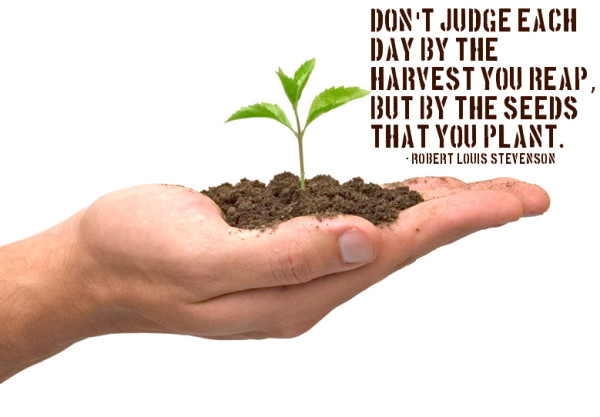 DON'T JUDGE EACH
DAY BY THE
HARVEST YOU REAP,
BUT BY THE SEEDS
THAT YOU PLANT.
- ROBERT LOUIS STEVENSON